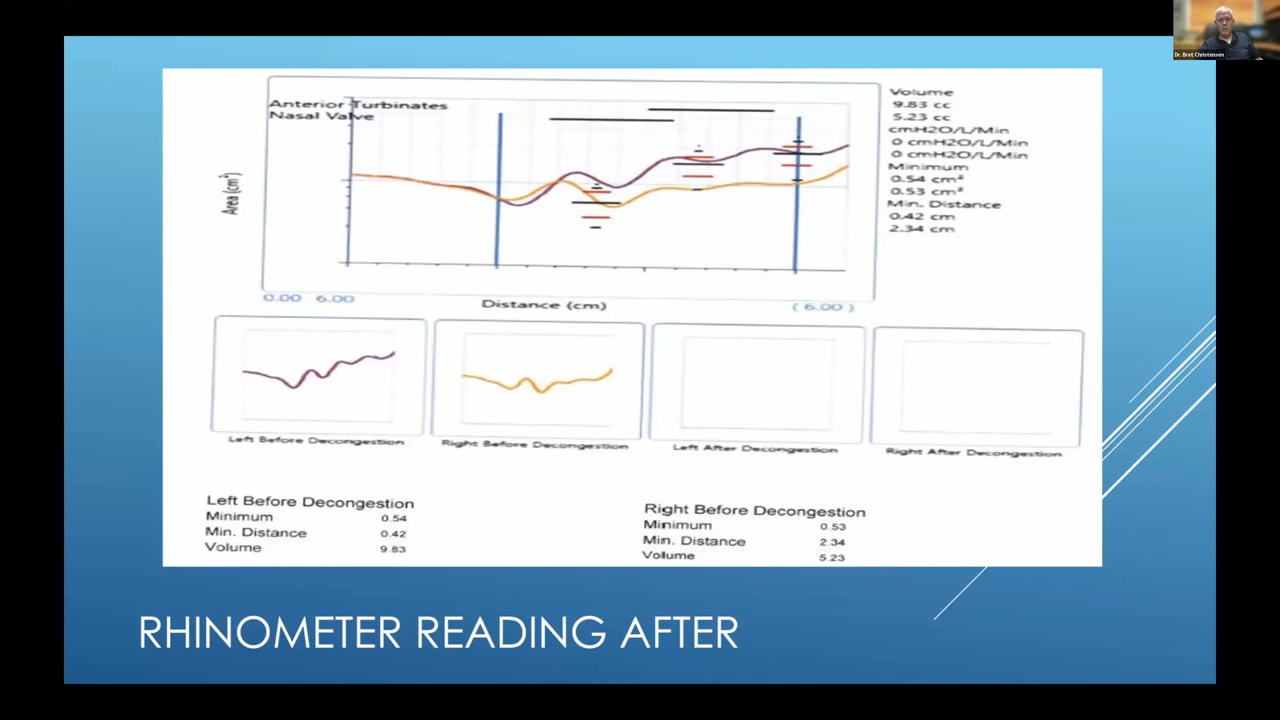 Dr. Bret Christensen
Anterior Turbinates
Nasal Valve
Area (cm²)
0.00 6.00
Distance (cm)
( 6.00 )
Volume
9.83 cc
5.23 cc
cmH2O/L/Min
0 cmH2O/L/Min
0 cmH2O/L/Min
Minimum
0.54 cm²
0.53 cm²
Min. Distance
0.42 cm
2.34 cm
Left Before Decongestion
Right Before Decongestion
Left After Decongestion
Right After Decongestion
Left Before Decongestion
Minimum 0.54
Min. Distance 0.42
Volume 9.83
Right Before Decongestion
Minimum 0.53
Min. Distance 2.34
Volume 5.23
RHINOMETER READING AFTER